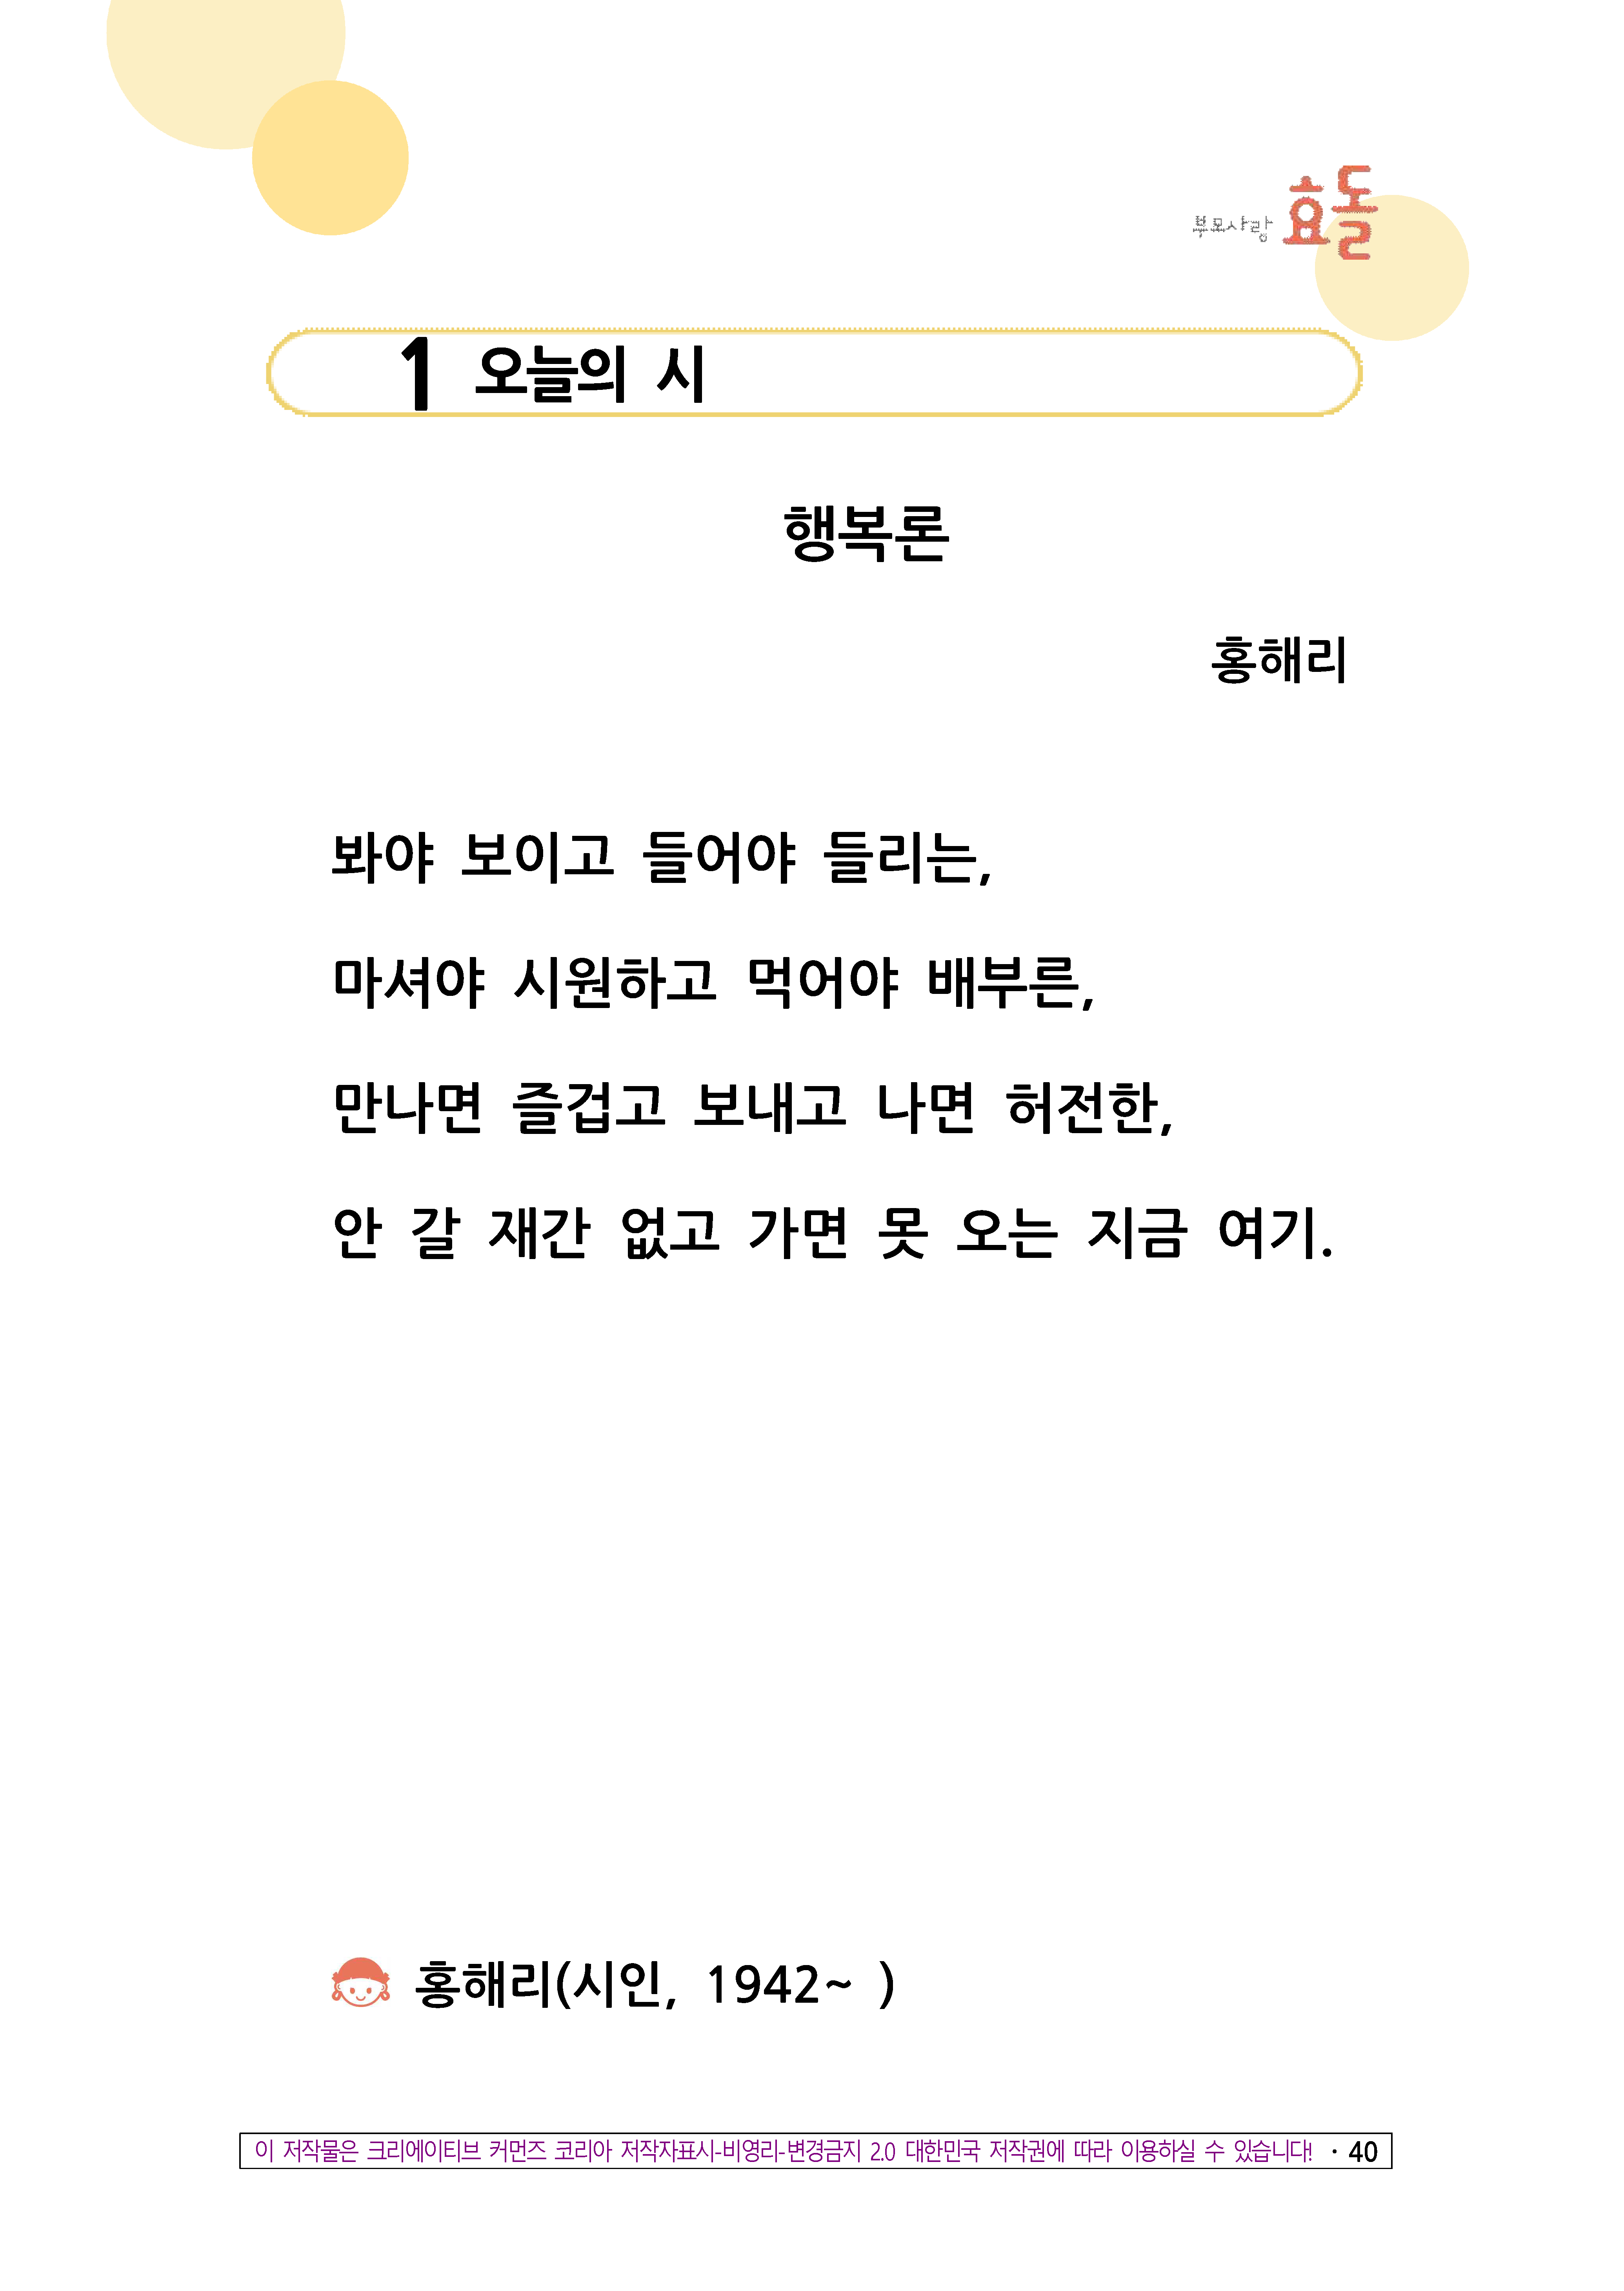 부모사랑 효돌
1 오늘의 시
행복론
홍해리
봐야 보이고 들어야 들리는,
마셔야 시원하고 먹어야 배부른,
만나면 즐겁고 보내고 나면 허전한,
안 갈 재간 없고 가면 못 오는 지금 여기.
홍해리(시인, 1942~ )
이 저작물은 크리에이티브 커먼즈 코리아 저작자표시-비영리-변경금지 2.0 대한민국 저작권에 따라 이용하실 수 있습니다! · 40